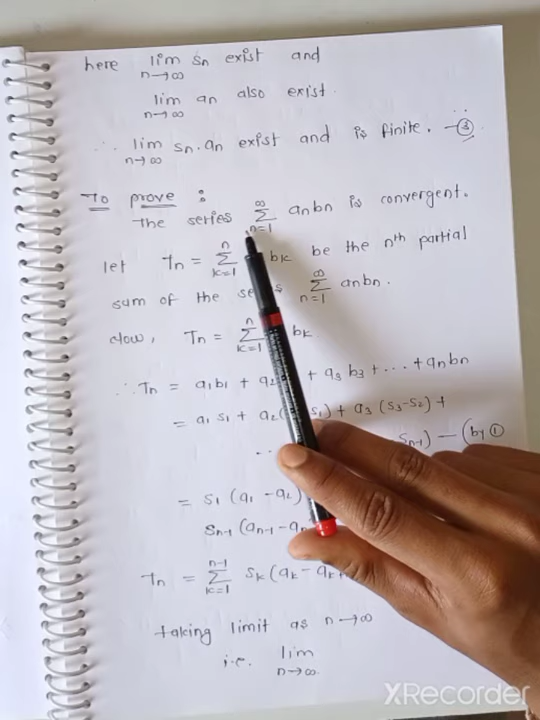 here lim sn exist and
n→∞
lim an also exist.
n→∞
∴ lim sn.an exist and is finite. -③
n→∞
To prove :
The series ∞ Σ n=1 anbn is convergent.
let Tn = n Σ k=1 bk be the nth partial
sum of the ∞ Σ n=1 anbn.
Now, Tn = n Σ k=1 bk
∴Tn = a1b1 + a2 + a3 b3 + ... + anbn
= a1 s1 + a2( s1) + a3 (s3-s2) +
... sn-1) — (by ①
= s1 (a1 -a2)
sn-1 (an-1 -an
Tn = n-1 Σ k=1 sk(ak- ak+
taking limit as n→∞
i.e. lim
n→∞
XRecorder